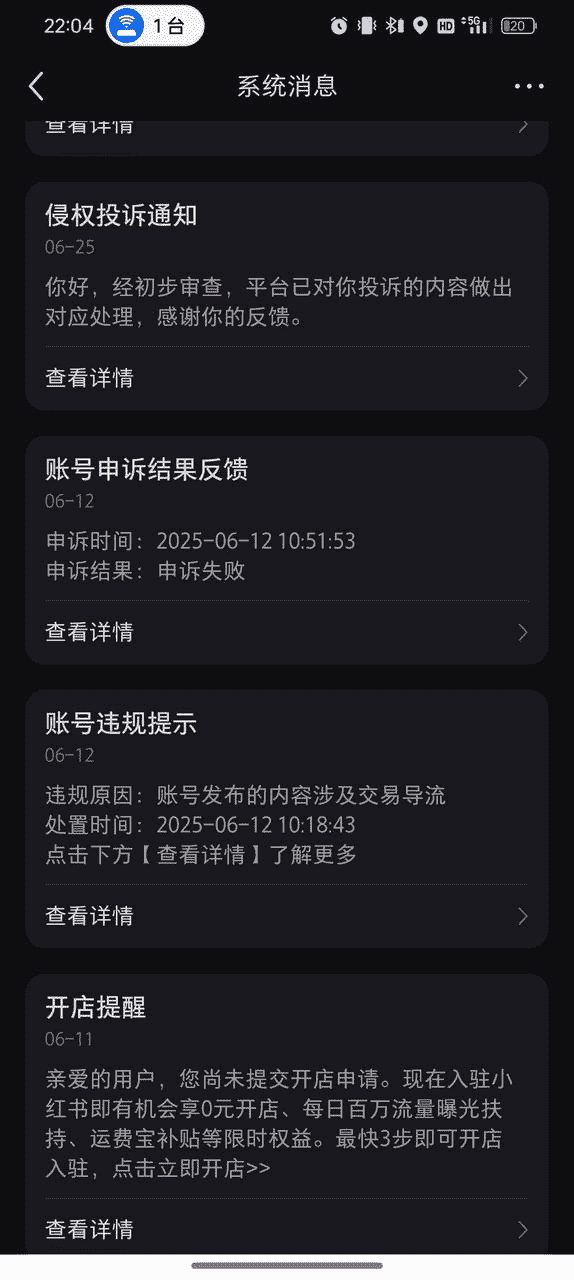 22:04
1台
HD
5G
20
系统消息
查看详情
侵权投诉通知
06-25
你好，经初步审查，平台已对你投诉的内容做出
对应处理，感谢你的反馈。
查看详情
账号申诉结果反馈
06-12
申诉时间：2025-06-12 10:51:53
申诉结果：申诉失败
查看详情
账号违规提示
06-12
违规原因：账号发布的内容涉及交易导流
处置时间：2025-06-12 10:18:43
点击下方【查看详情】了解更多
查看详情
开店提醒
06-11
亲爱的用户，您尚未提交开店申请。现在入驻小
红书即有机会享0元开店、每日百万流量曝光扶
持、运费宝补贴等限时权益。最快3步即可开店
入驻，点击立即开店>>
查看详情